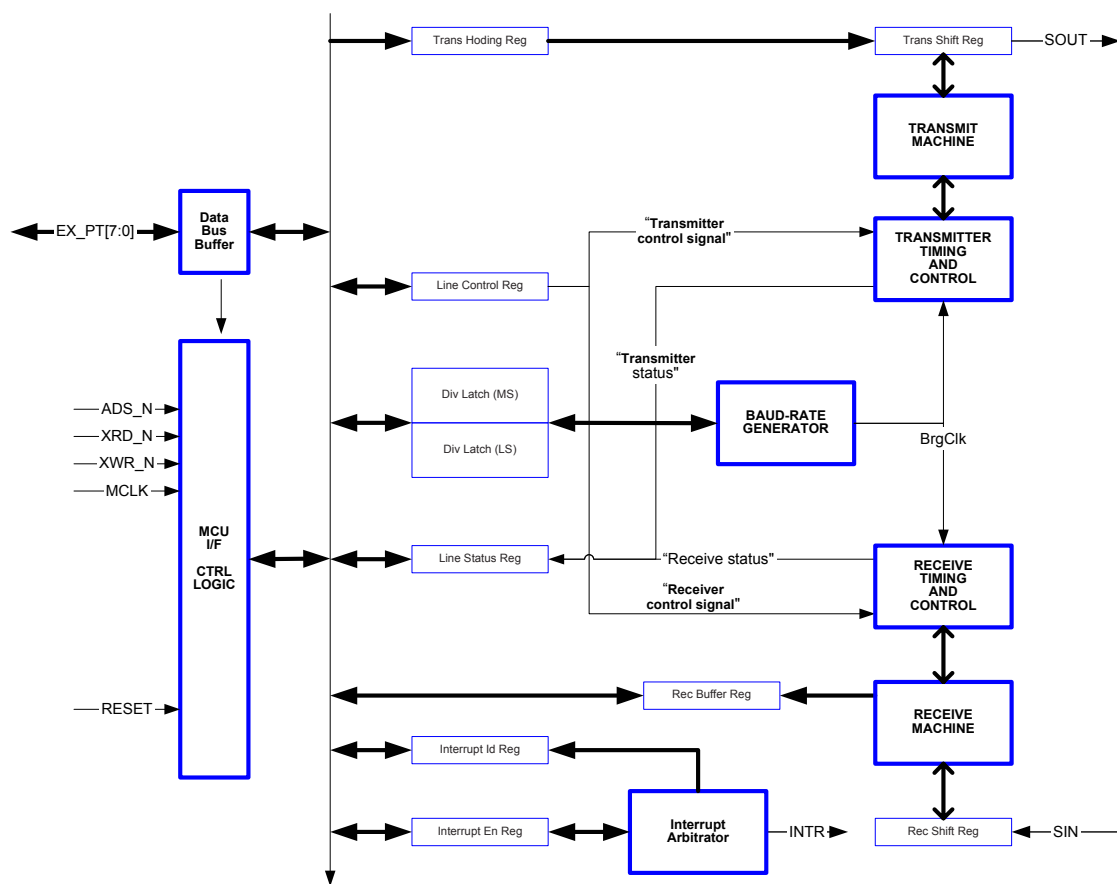 Trans Hoding Reg
Trans Shift Reg
SOUT
TRANSMIT
MACHINE
EX_PT[7:0]
Data
Bus
Buffer
“Transmitter
control signal"
TRANSMITTER
TIMING
AND
CONTROL
Line Control Reg
“Transmitter
status"
Div Latch (MS)
Div Latch (LS)
BAUD-RATE
GENERATOR
BrgClk
ADS_N
XRD_N
XWR_N
MCLK
MCU
I/F
CTRL
LOGIC
Line Status Reg
“Receive status"
“Receiver
control signal"
RECEIVE
TIMING
AND
CONTROL
RESET
Rec Buffer Reg
RECEIVE
MACHINE
Interrupt Id Reg
Interrupt En Reg
Interrupt
Arbitrator
INTR
Rec Shift Reg
SIN